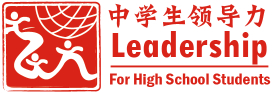 中学生领导力
Leadership
For High School Students